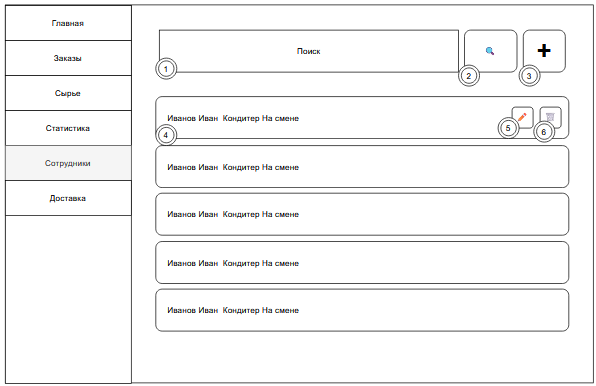 Главная
Заказы
Сырье
Статистика
Сотрудники
Доставка
Поиск
1
2
3
Иванов Иван Кондитер На смене
4
5
6
Иванов Иван Кондитер На смене
Иванов Иван Кондитер На смене
Иванов Иван Кондитер На смене
Иванов Иван Кондитер На смене